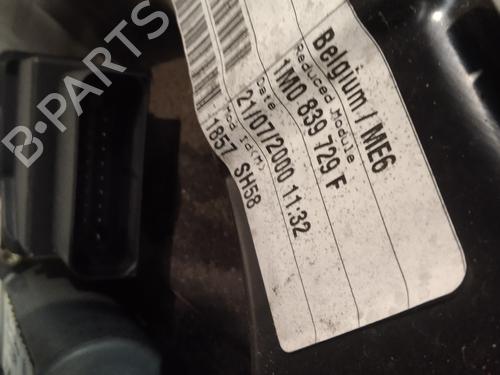 Belgium / ME6
Reduced Module
1M0 839 729 F
Date
21/07/2000 11:32
Mod Id(M)
1857 SH58
B-PARTS